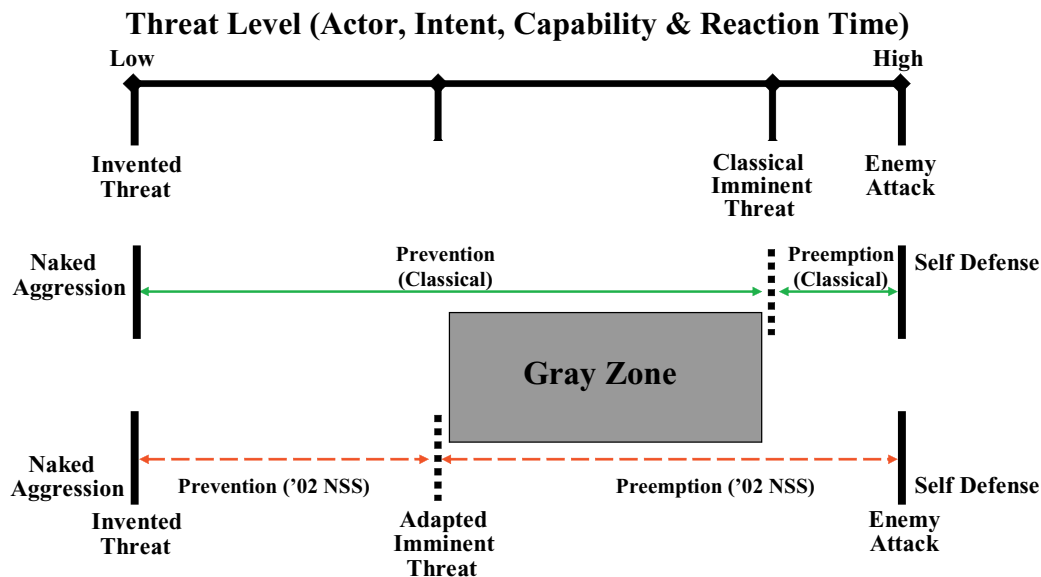 Threat Level (Actor, Intent, Capability & Reaction Time)
Low
High
Invented
Threat
Classical
Imminent
Threat
Enemy
Attack
Naked
Aggression
Prevention
(Classical)
Preemption
(Classical)
Self Defense
Gray Zone
Naked
Aggression
Prevention (’02 NSS)
Preemption (’02 NSS)
Self Defense
Invented
Threat
Adapted
Imminent
Threat
Enemy
Attack